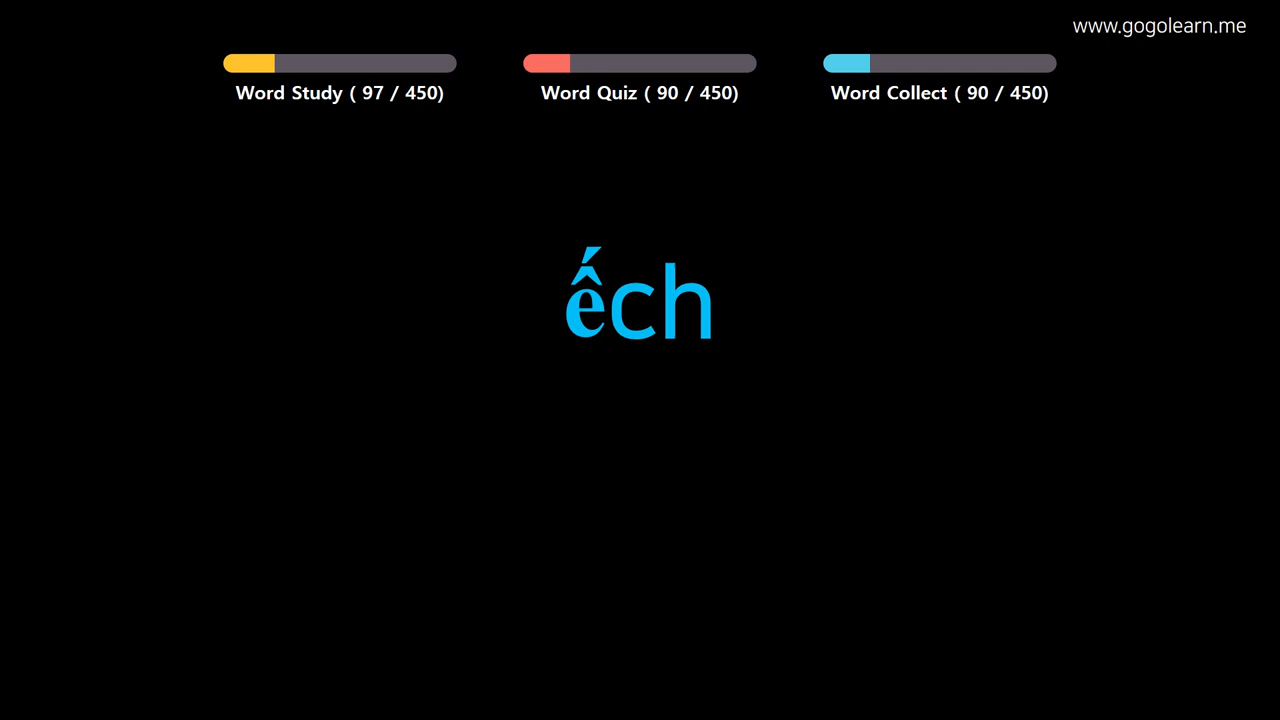 www.gogolearn.me
Word Study ( 97 / 450)
Word Quiz ( 90 / 450)
Word Collect ( 90 / 450)
ếch